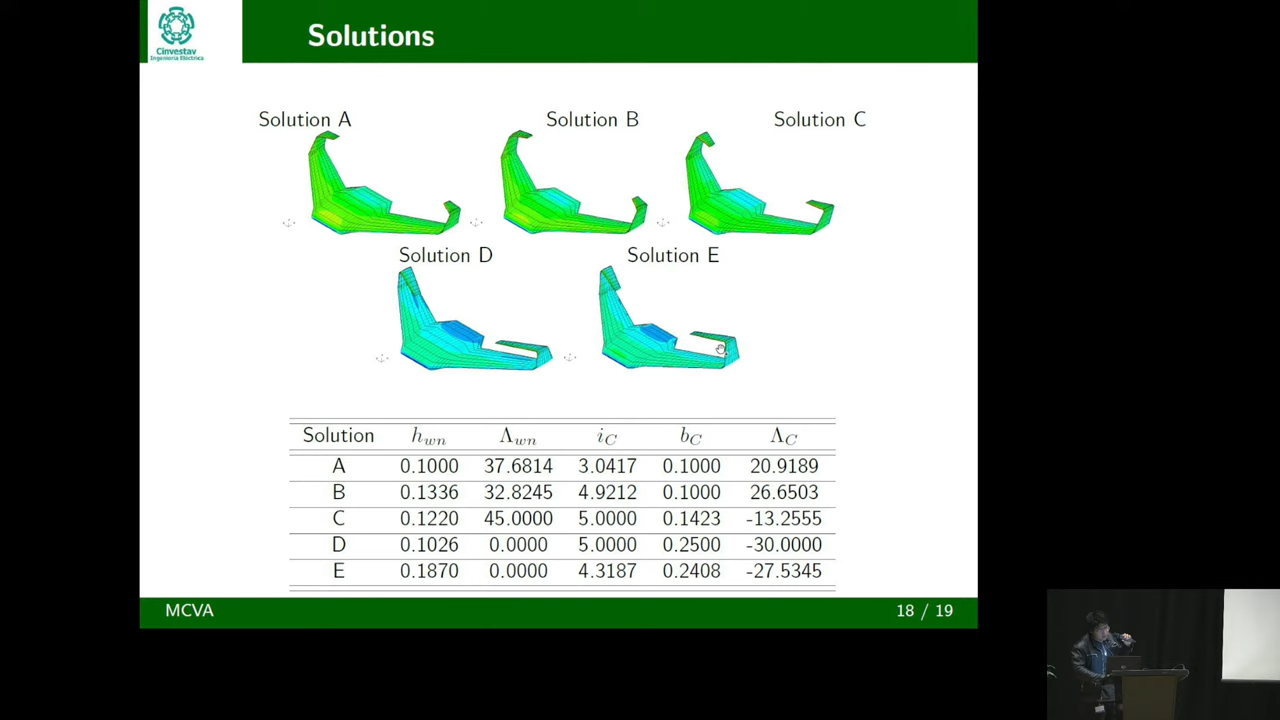 Cinvestav
Ingeniería Eléctrica
Solutions
Solution A
Solution B
Solution C
Solution D
Solution E
Solution h_wn Λ_wn i_C b_C Λ_C
A 0.1000 37.6814 3.0417 0.1000 20.9189
B 0.1336 32.8245 4.9212 0.1000 26.6503
C 0.1220 45.0000 5.0000 0.1423 -13.2555
D 0.1026 0.0000 5.0000 0.2500 -30.0000
E 0.1870 0.0000 4.3187 0.2408 -27.5345
MCVA
18 / 19